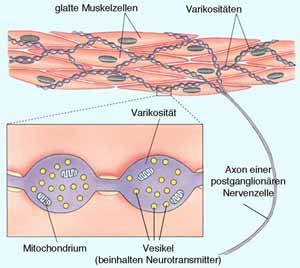 glatte Muskelzellen
Varikositäten
Varikosität
Axon einer
postganglionären
Nervenzelle
Mitochondrium
Vesikel
(beinhalten Neurotransmitter)